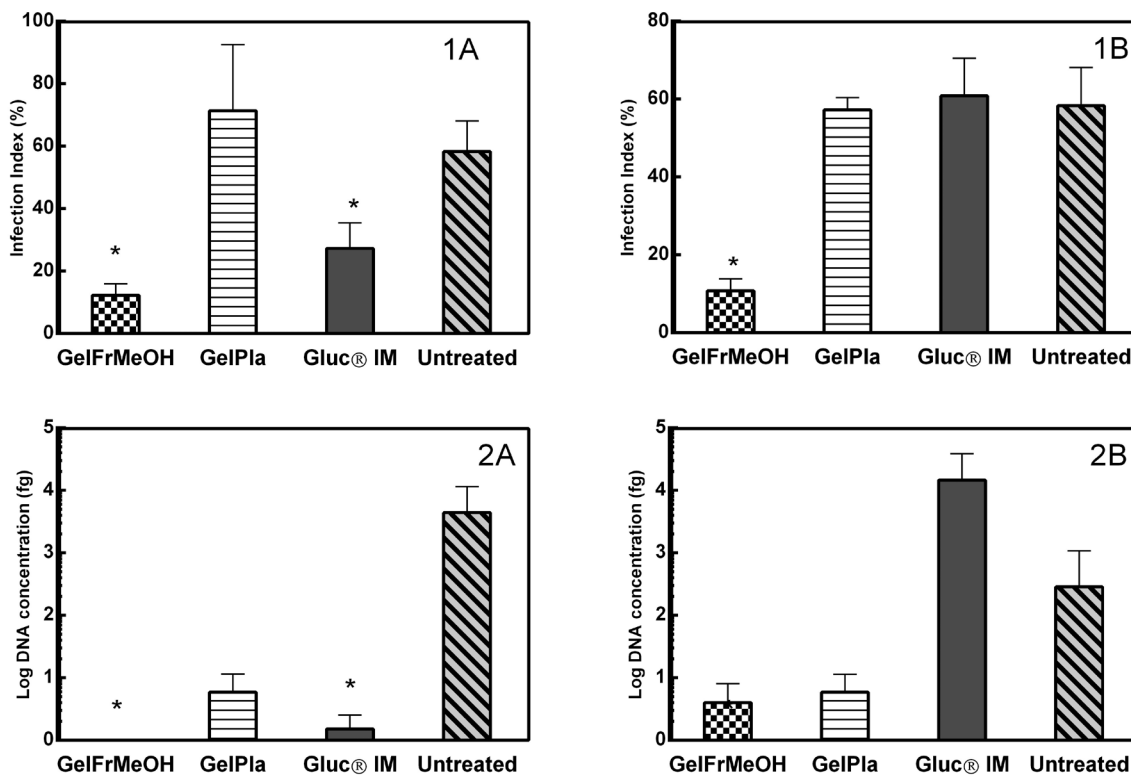 1A
Infection Index (%)
100
80
60
40
20
0
*
*
GelFrMeOH GelPla Gluc® IM Untreated
1B
Infection Index (%)
80
60
40
20
0
*
GelFrMeOH GelPla Gluc® IM Untreated
2A
Log DNA concentration (fg)
5
4
3
2
1
0
*
*
GelFrMeOH GelPla Gluc® IM Untreated
2B
Log DNA concentration (fg)
5
4
3
2
1
0
GelFrMeOH GelPla Gluc® IM Untreated